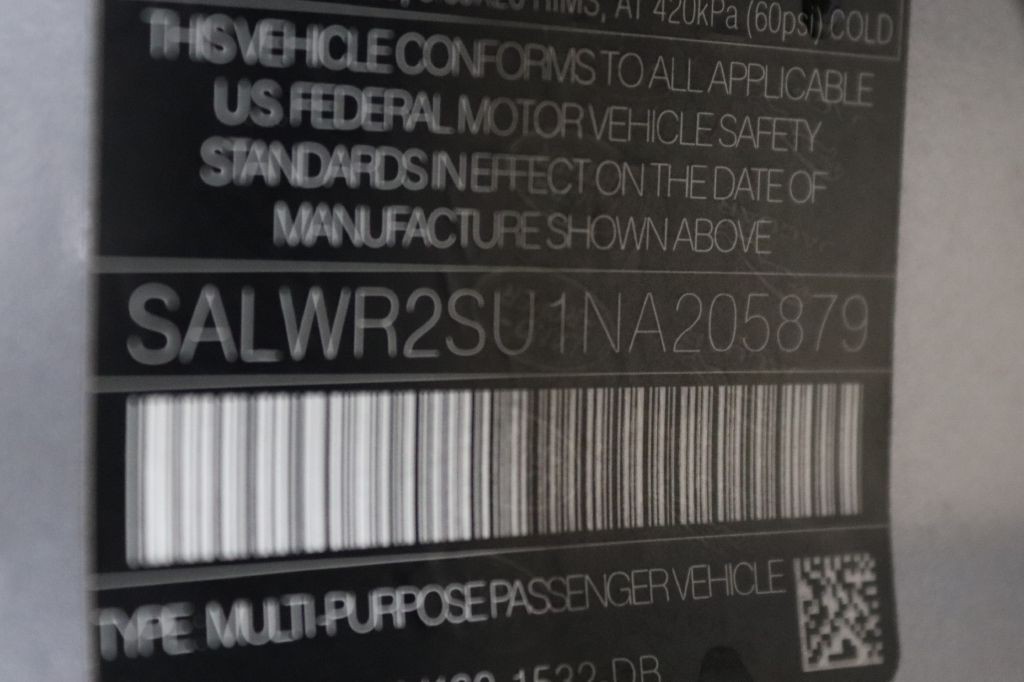 RIMS, AT 420kPa (60psi) COLD
THIS VEHICLE CONFORMS TO ALL APPLICABLE
US FEDERAL MOTOR VEHICLE SAFETY
STANDARDS IN EFFECT ON THE DATE OF
MANUFACTURE SHOWN ABOVE
SALWR2SU1NA205879
TYPE MULTI-PURPOSE PASSENGER VEHICLE